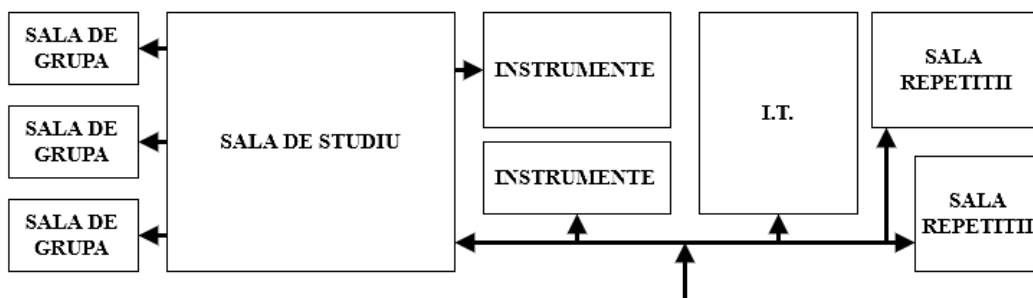 SALA DE
GRUPA
SALA DE
GRUPA
SALA DE
GRUPA
SALA DE STUDIU
INSTRUMENTE
INSTRUMENTE
I.T.
SALA
REPETITII
SALA
REPETITII